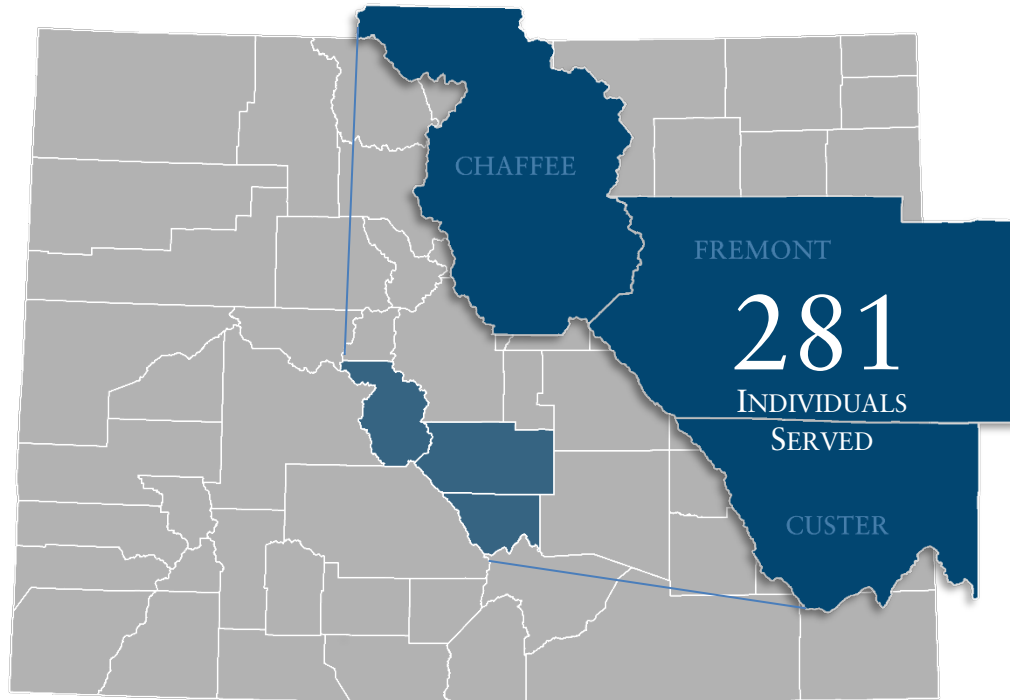 CHAFFEE
FREMONT
281
INDIVIDUALS
SERVED
CUSTER